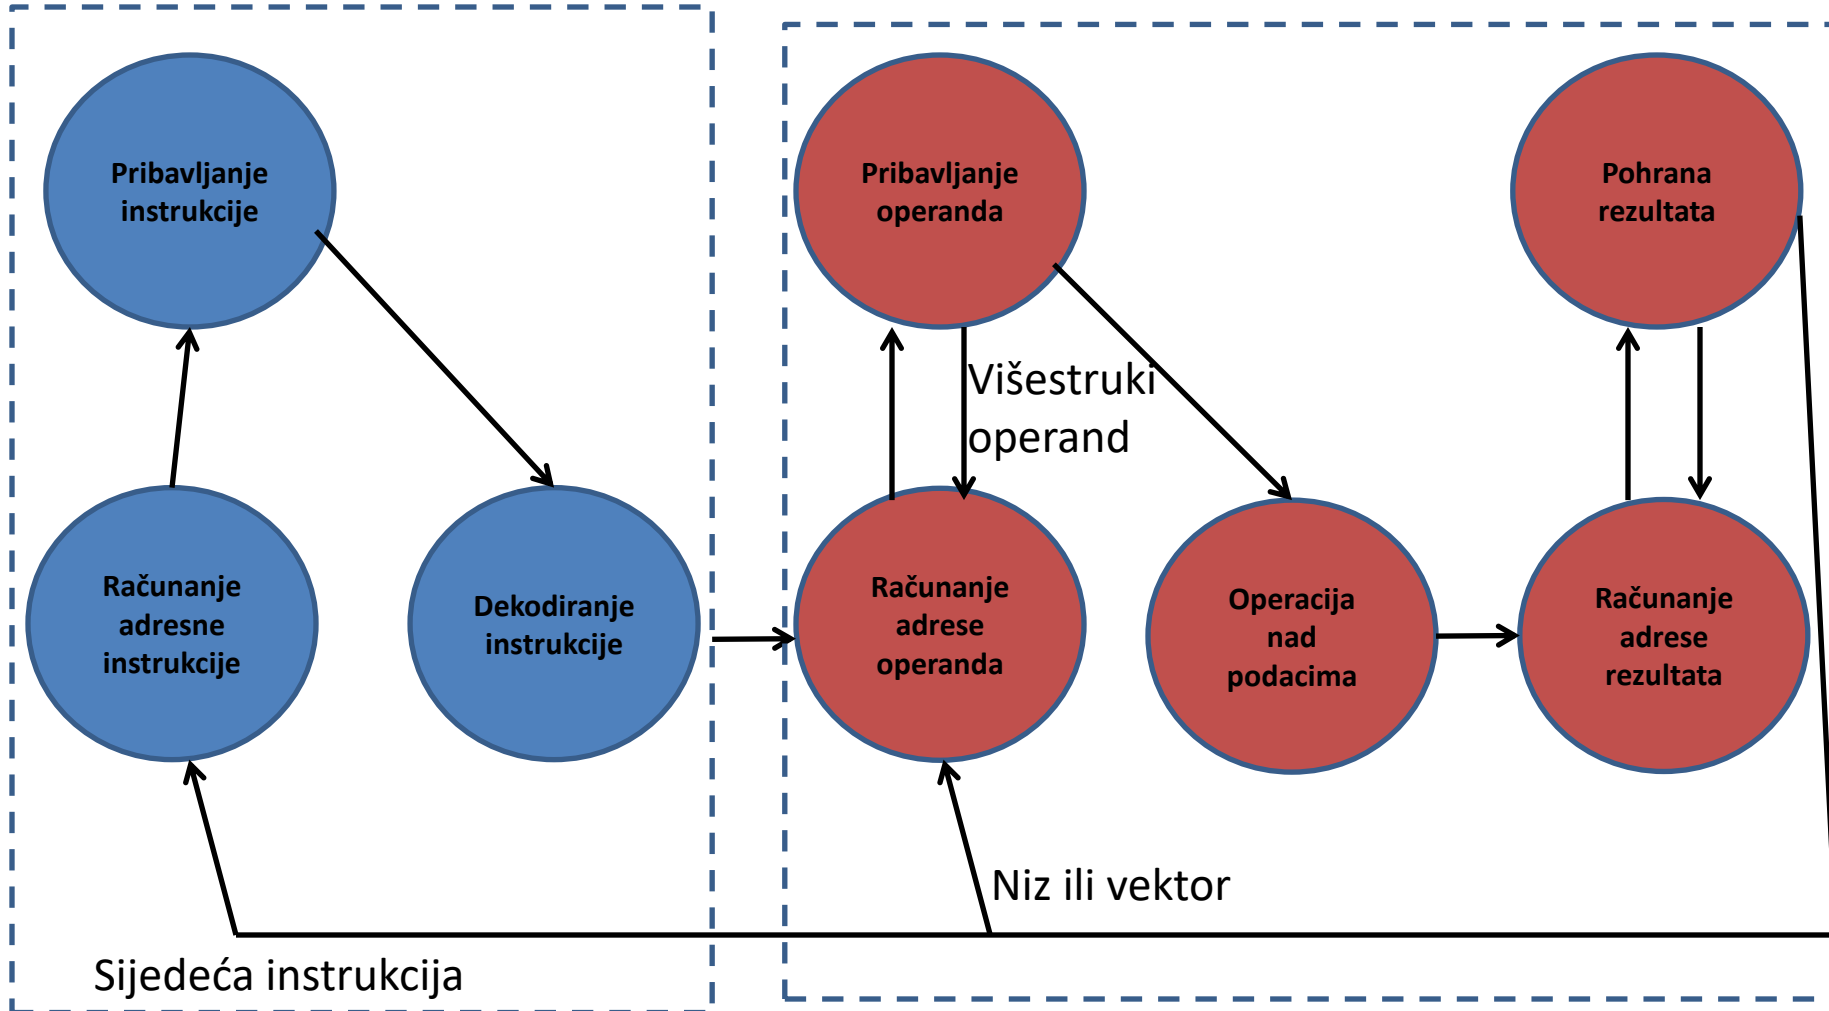 Pribavljanje
instrukcije
Pribavljanje
operanda
Pohrana
rezultata
Višestruki
operand
Računanje
adresne
instrukcije
Dekodiranje
instrukcije
Računanje
adrese
operanda
Operacija
nad
podacima
Računanje
adrese
rezultata
Niz ili vektor
Sijedeća instrukcija